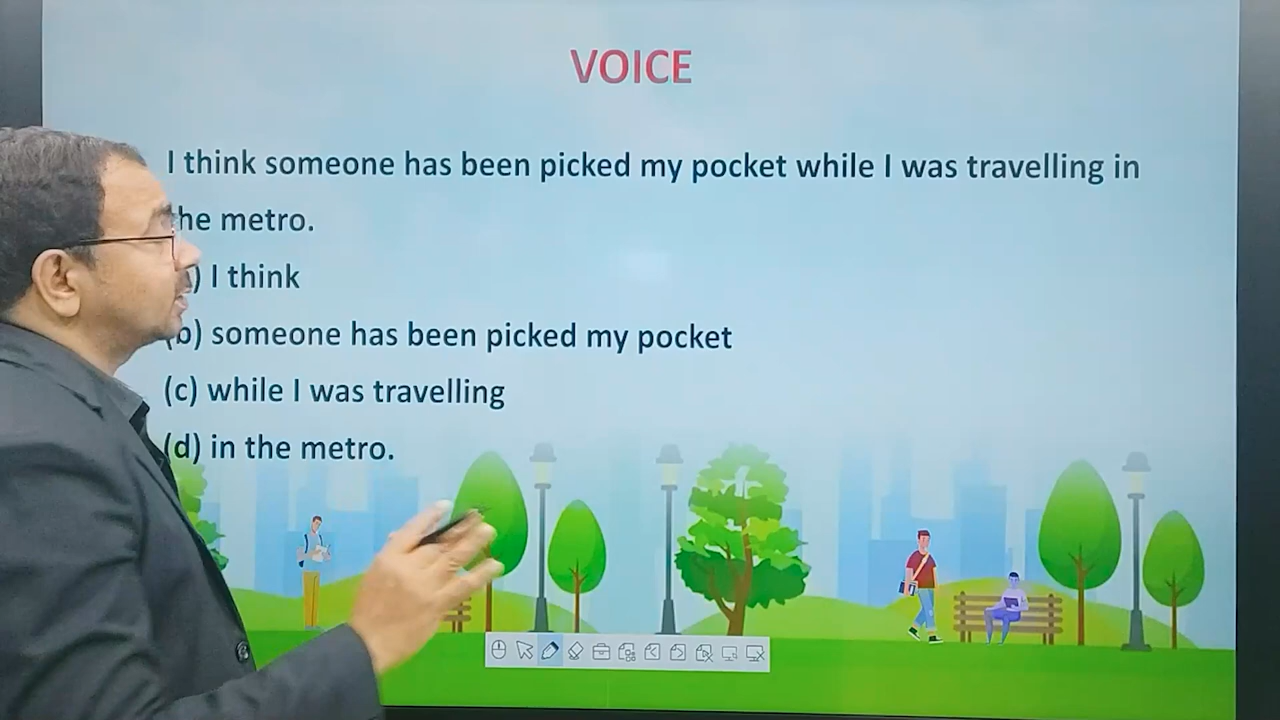 VOICE
I think someone has been picked my pocket while I was travelling in
the metro.
) I think
(b) someone has been picked my pocket
(c) while I was travelling
(d) in the metro.